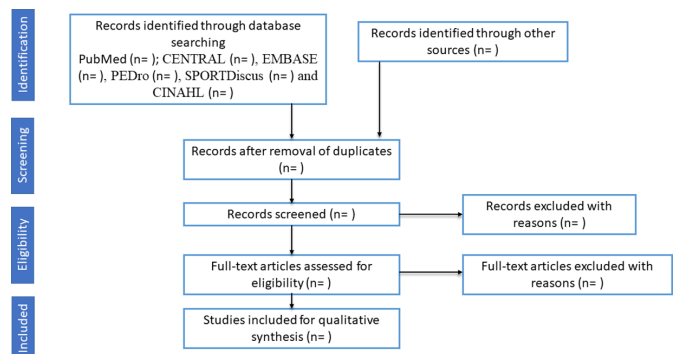 Identification
Records identified through database
searching
PubMed (n= ); CENTRAL (n= ), EMBASE
(n= ), PEDro (n= ), SPORTDiscus (n= ) and
CINAHL (n= )
Records identified through other
sources (n= )
Screening
Records after removal of duplicates
(n= )
Records screened (n= )
Records excluded with
reasons (n= )
Eligibility
Full-text articles assessed for
eligibility (n= )
Full-text articles excluded with
reasons (n= )
Included
Studies included for qualitative
synthesis (n= )